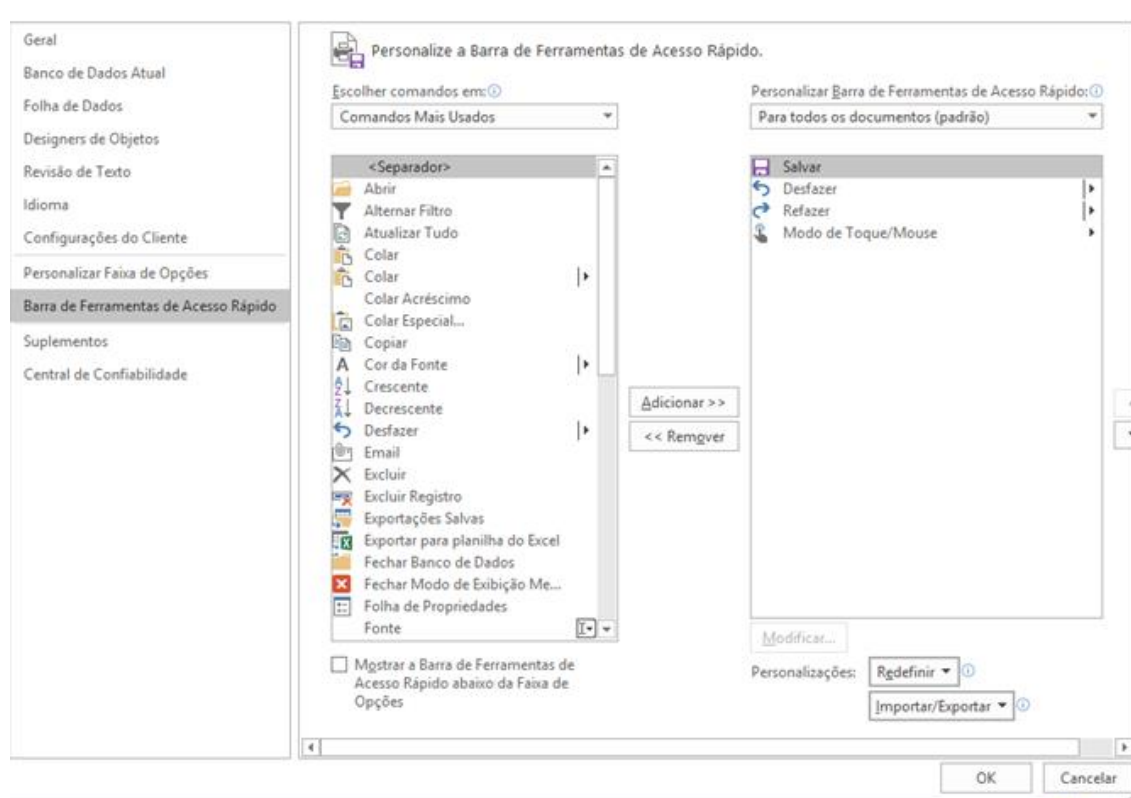 Geral
Banco de Dados Atual
Folha de Dados
Designers de Objetos
Revisão de Texto
Idioma
Configurações do Cliente
Personalizar Faixa de Opções
Barra de Ferramentas de Acesso Rápido
Suplementos
Central de Confiabilidade
Personalize a Barra de Ferramentas de Acesso Rápido.
Escolher comandos em:
Comandos Mais Usados
<Separador>
Abrir
Alternar Filtro
Atualizar Tudo
Colar
Colar
Colar Acréscimo
Colar Especial...
Copiar
Cor da Fonte
Crescente
Decrescente
Desfazer
Email
Excluir
Excluir Registro
Exportações Salvas
Exportar para planilha do Excel
Fechar Banco de Dados
Fechar Modo de Exibição Me...
Folha de Propriedades
Fonte
Mostrar a Barra de Ferramentas de
Acesso Rápido abaixo da Faixa de
Opções
Adicionar >>
<< Remover
Personalizar Barra de Ferramentas de Acesso Rápido:
Para todos os documentos (padrão)
Salvar
Desfazer
Refazer
Modo de Toque/Mouse
Modificar...
Personalizações:
Redefinir
Importar/Exportar
OK
Cancelar